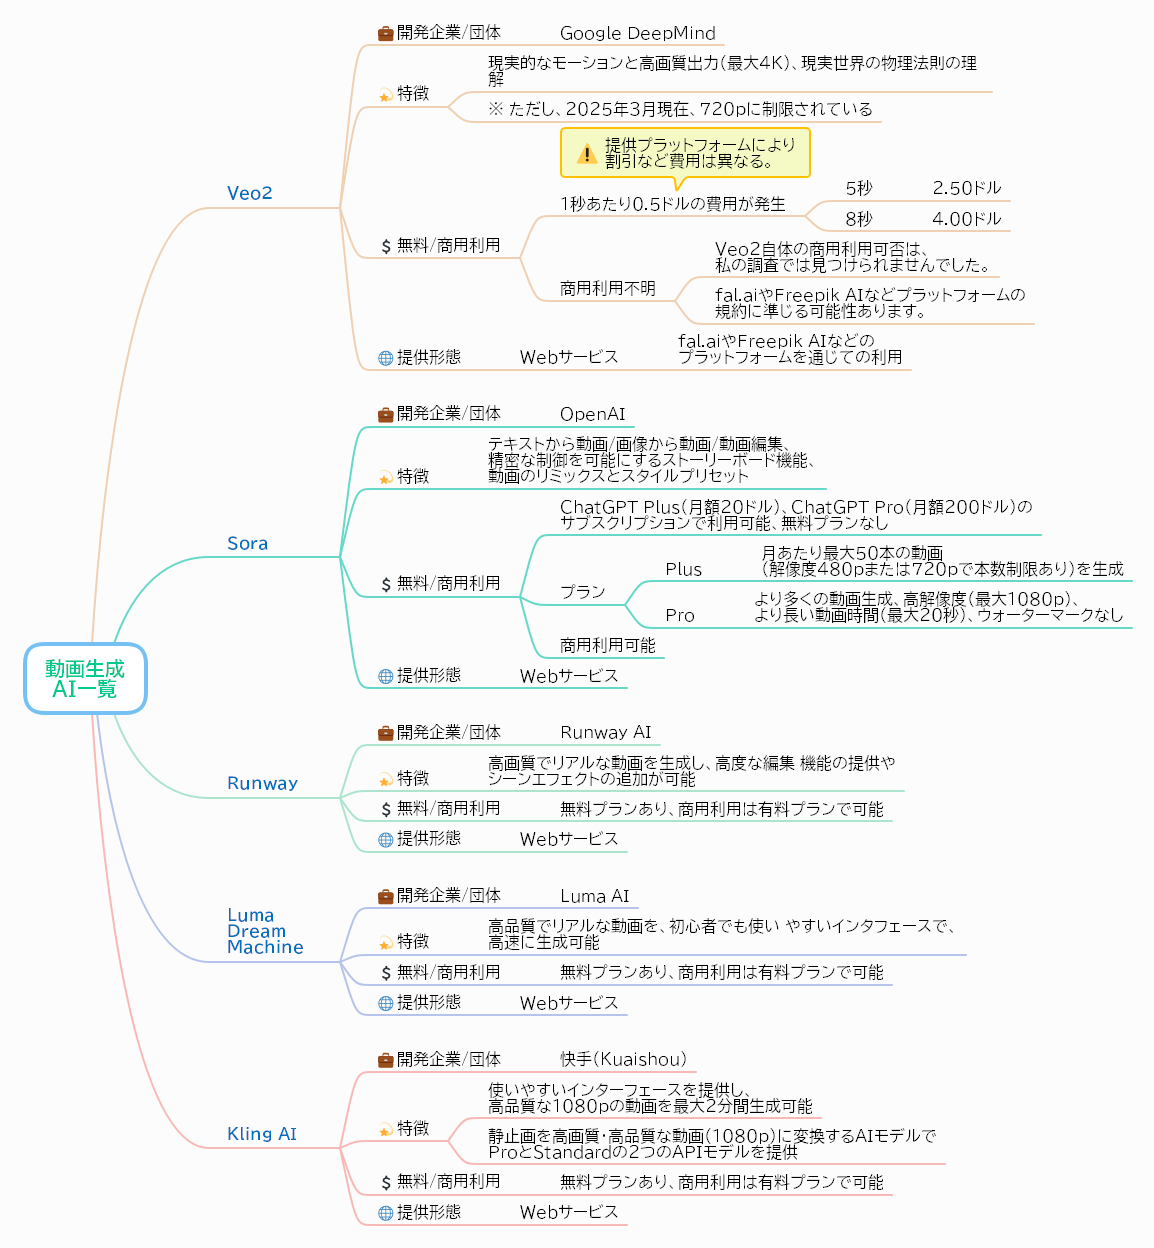 動画生成
AI一覧
Veo2
開発企業/団体
Google DeepMind
特徴
現実的なモーションと高画質出力（最大4K）、現実世界の物理法則の理
解
※ ただし、2025年3月現在、720pに制限されている
$ 無料/商用利用
提供プラットフォームにより
割引など費用は異なる。
1秒あたり0.5ドルの費用が発生
5秒
2.50ドル
8秒
4.00ドル
商用利用不明
Veo2自体の商用利用可否は、
私の調査では見つけられませんでした。
fal.aiやFreepik AIなどプラットフォームの
規約に準じる可能性あります。
提供形態
Webサービス
fal.aiやFreepik AIなどの
プラットフォームを通じての利用
Sora
開発企業/団体
OpenAI
特徴
テキストから動画/画像から動画/動画編集、
精密な制御を可能にするストーリーボード機能、
動画のリミックスとスタイルプリセット
$ 無料/商用利用
ChatGPT Plus（月額20ドル）、ChatGPT Pro（月額200ドル）の
サブスクリプションで利用可能、無料プランなし
プラン
Plus
月あたり最大50本の動画
（解像度480pまたは720pで本数制限あり）を生成
Pro
より多くの動画生成、高解像度（最大1080p）、
より長い動画時間（最大20秒）、ウォーターマークなし
商用利用可能
提供形態
Webサービス
Runway
開発企業/団体
Runway AI
特徴
高画質でリアルな動画を生成し、高度な編集 機能の提供や
シーンエフェクトの追加が可能
$ 無料/商用利用
無料プランあり、商用利用は有料プランで可能
提供形態
Webサービス
Luma
Dream
Machine
開発企業/団体
Luma AI
特徴
高品質でリアルな動画を、初心者でも使い やすいインタフェースで、
高速に生成可能
$ 無料/商用利用
無料プランあり、商用利用は有料プランで可能
提供形態
Webサービス
Kling AI
開発企業/団体
快手（Kuaishou）
特徴
使いやすいインターフェースを提供し、
高品質な1080pの動画を最大2分間生成可能
静止画を高画質・高品質な動画（1080p）に変換するAIモデルで
ProとStandardの2つのAPIモデルを提供
$ 無料/商用利用
無料プランあり、商用利用は有料プランで可能
提供形態
Webサービス